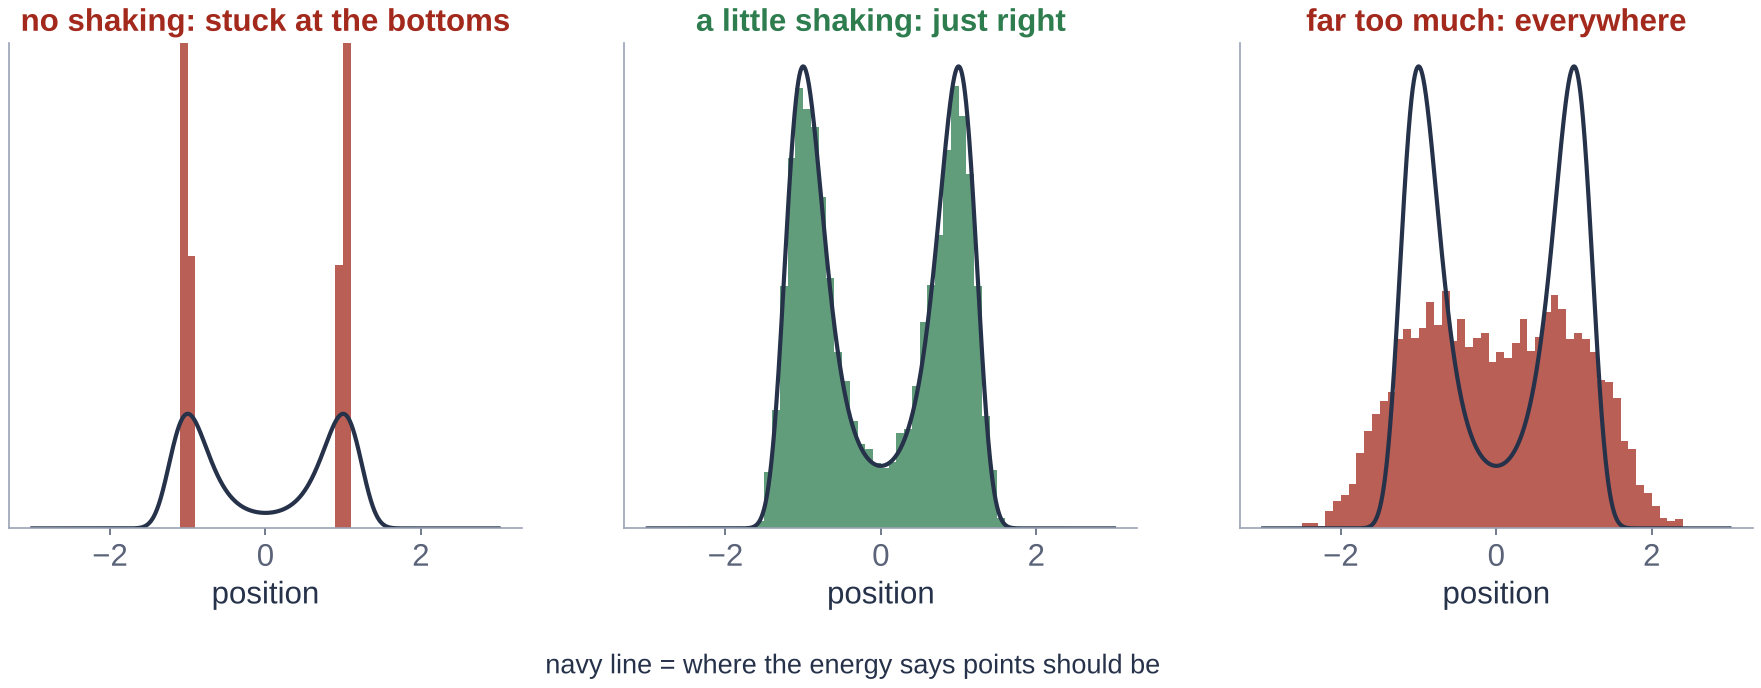 no shaking: stuck at the bottoms
a little shaking: just right
far too much: everywhere
−2 0 2
position
−2 0 2
position
−2 0 2
position
navy line = where the energy says points should be